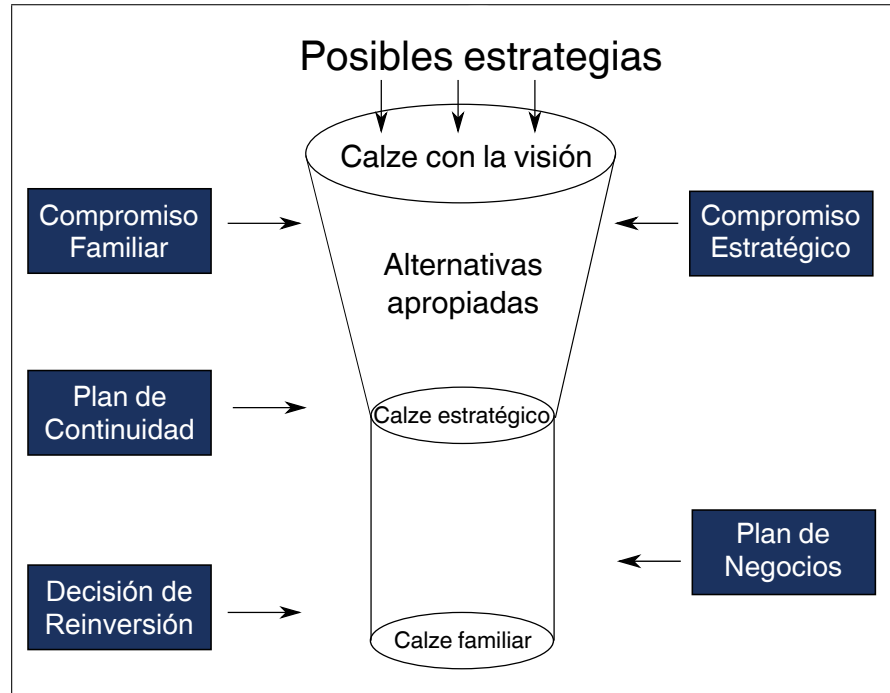 Posibles estrategias
Calze con la visión
Compromiso
Familiar
Compromiso
Estratégico
Alternativas
apropiadas
Plan de
Continuidad
Calze estratégico
Plan de
Negocios
Decisión de
Reinversión
Calze familiar